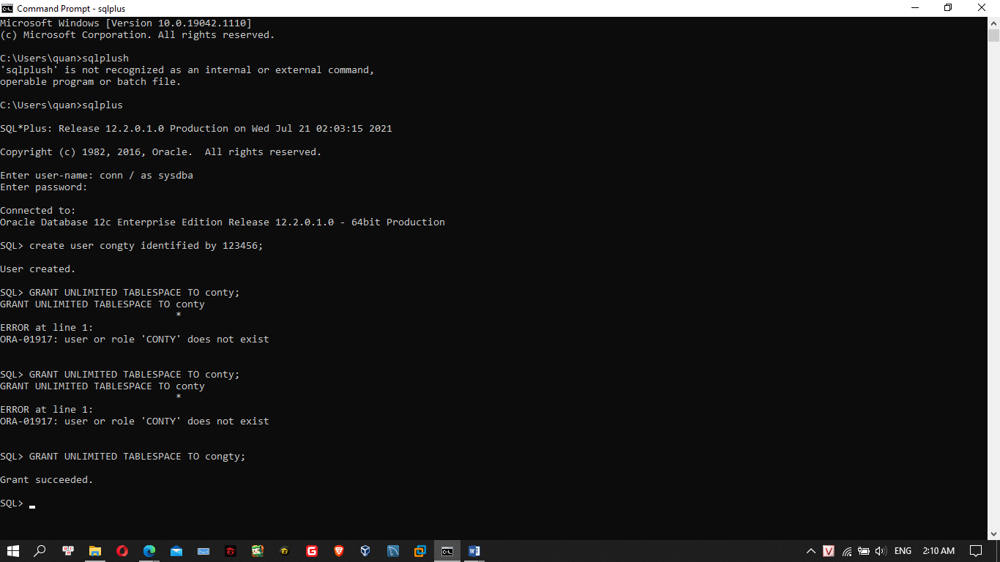 Command Prompt - sqlplus
Microsoft Windows [Version 10.0.19042.1110]
(c) Microsoft Corporation. All rights reserved.
C:\Users\quan>sqlplush
'sqlplush' is not recognized as an internal or external command,
operable program or batch file.
C:\Users\quan>sqlplus
SQL*Plus: Release 12.2.0.1.0 Production on Wed Jul 21 02:03:15 2021
Copyright (c) 1982, 2016, Oracle.  All rights reserved.
Enter user-name: conn / as sysdba
Enter password:
Connected to:
Oracle Database 12c Enterprise Edition Release 12.2.0.1.0 - 64bit Production
SQL> create user congty identified by 123456;
User created.
SQL> GRANT UNLIMITED TABLESPACE TO conty;
GRANT UNLIMITED TABLESPACE TO conty
*
ERROR at line 1:
ORA-01917: user or role 'CONTY' does not exist
SQL> GRANT UNLIMITED TABLESPACE TO conty;
GRANT UNLIMITED TABLESPACE TO conty
*
ERROR at line 1:
ORA-01917: user or role 'CONTY' does not exist
SQL> GRANT UNLIMITED TABLESPACE TO congty;
Grant succeeded.
SQL>
ENG 2:10 AM